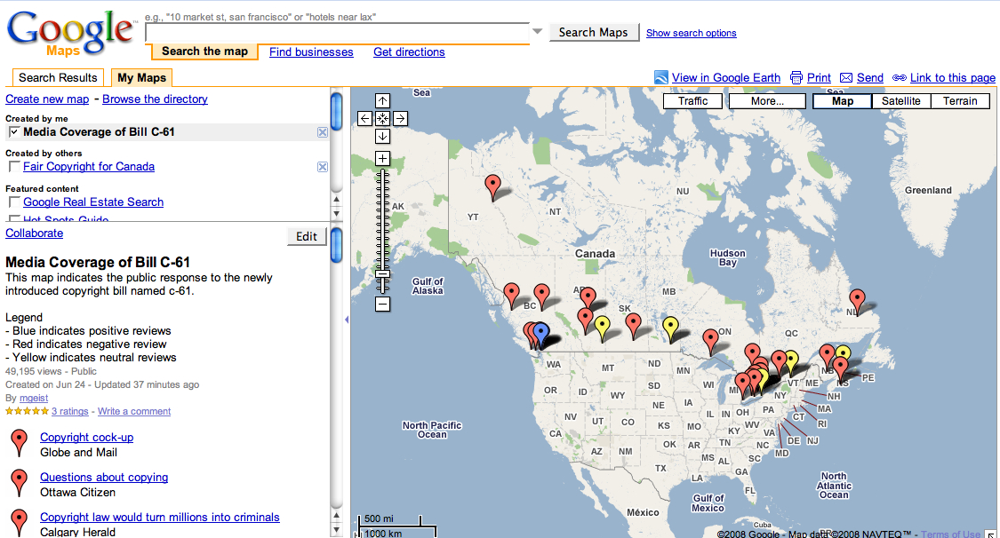 Google
Maps
e.g., "10 market st, san francisco" or "hotels near lax"
Search Maps
Show search options
Search the map
Find businesses
Get directions
Search Results
My Maps
View in Google Earth
Print
Send
Link to this page
Create new map - Browse the directory
Created by me
Media Coverage of Bill C-61
Created by others
Fair Copyright for Canada
Featured content
Google Real Estate Search
Hot Spots Guide
Collaborate
Edit
Media Coverage of Bill C-61
This map indicates the public response to the newly
introduced copyright bill named c-61.
Legend
- Blue indicates positive reviews
- Red indicates negative review
- Yellow indicates neutral reviews
49,195 views - Public
Created on Jun 24 - Updated 37 minutes ago
By mgeist
3 ratings - Write a comment
Copyright cock-up
Globe and Mail
Questions about copying
Ottawa Citizen
Copyright law would turn millions into criminals
Calgary Herald
Sea
Sea
Traffic
More...
Map
Satellite
Terrain
Greenland
AK
YT
NT
NU
Canada
Hudson
Bay
Gulf of
Alaska
BC
AB
SK
MB
ON
QC
NL
NB
NS
PE
WA
MT
ND
MN
OR
ID
WY
SD
WI
MI
NY
VT
ME
NH
MA
RI
CT
NJ
DE
MD
NV
UT
CO
NE
KS
IA
MO
IL
IN
OH
PA
WV
VA
KY
CA
AZ
NM
OK
AR
TN
NC
SC
MS
AL
GA
TX
LA
FL
North Pacific
Ocean
North
Atlantic
Ocean
Gulf of
Mexico
México
Cuba
PR
500 mi
1000 km
©2008 Google - Map data ©2008 NAVTEQ™ - Terms of Use